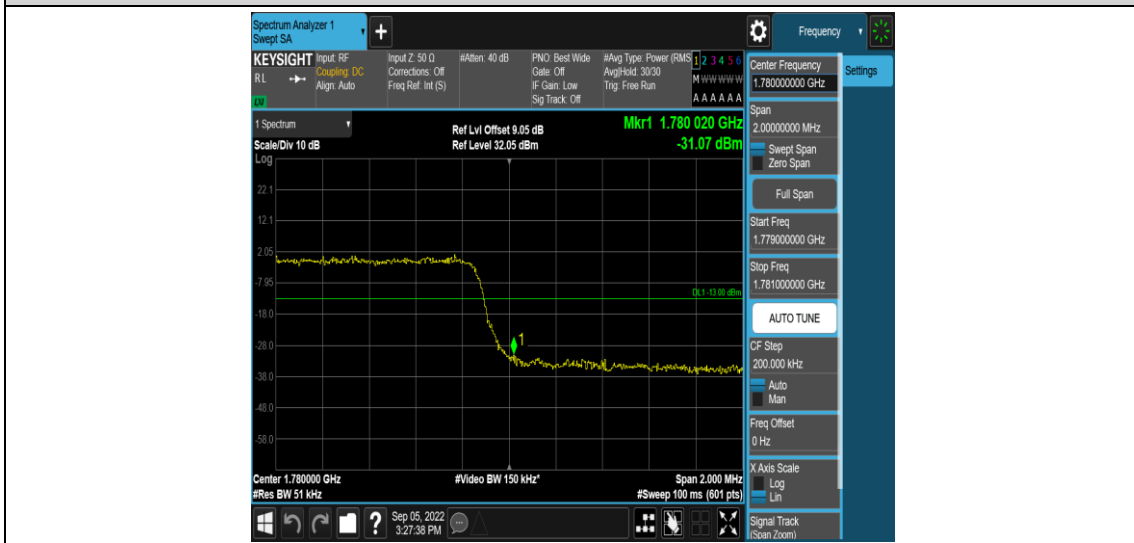 Spectrum Analyzer 1
Swept SA
+
Frequency
KEYSIGHT
RL
Input: RF
Coupling: DC
Align: Auto
Input Z: 50 Ω
Corrections: Off
Freq Ref: Int (S)
#Atten: 40 dB
PNO: Best Wide
Gate: Off
IF Gain: Low
Sig Track: Off
#Avg Type: Power (RMS
Avg|Hold: 30/30
Trig: Free Run
1 2 3 4 5 6
M W W W W W
A A A A A A
1 Spectrum
Scale/Div 10 dB
Ref Lvl Offset 9.05 dB
Ref Level 32.05 dBm
Mkr1 1.780 020 GHz
-31.07 dBm
Log
22.1
12.1
2.05
-7.95
-18.0
-28.0
-38.0
-48.0
-58.0
DL1 -13.00 dBm
1
Center 1.780000 GHz
#Res BW 51 kHz
#Video BW 150 kHz*
Span 2.000 MHz
#Sweep 100 ms (601 pts)
Center Frequency
1.780000000 GHz
Settings
Span
2.00000000 MHz
Swept Span
Zero Span
Full Span
Start Freq
1.779000000 GHz
Stop Freq
1.781000000 GHz
AUTO TUNE
CF Step
200.000 kHz
Auto
Man
Freq Offset
0 Hz
X Axis Scale
Log
Lin
Signal Track
(Span Zoom)
?
Sep 05, 2022
3:27:38 PM